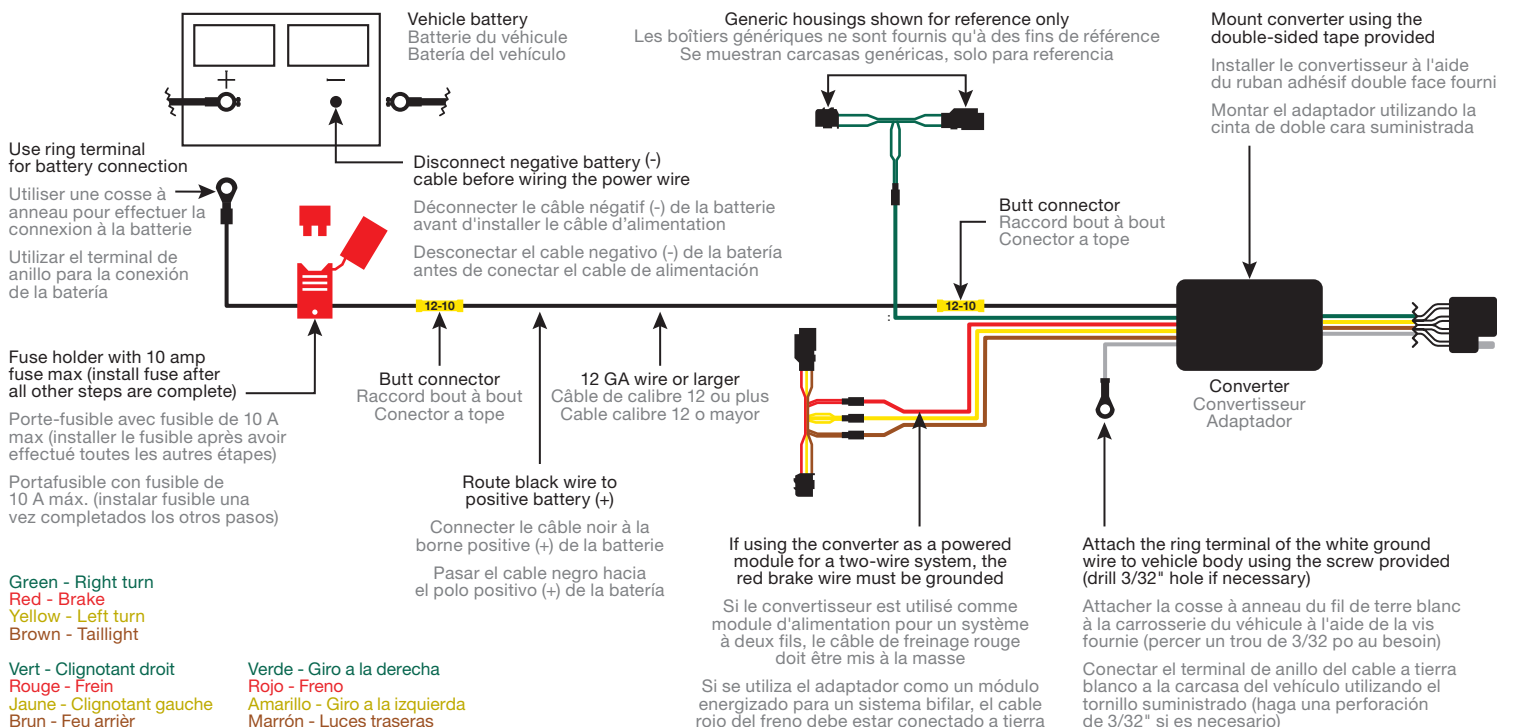 Vehicle battery
Batterie du véhicule
Batería del vehículo
+
−
Generic housings shown for reference only
Les boîtiers génériques ne sont fournis qu'à des fins de référence
Se muestran carcasas genéricas, solo para referencia
Mount converter using the
double-sided tape provided
Installer le convertisseur à l'aide
du ruban adhésif double face fourni
Montar el adaptador utilizando la
cinta de doble cara suministrada
Use ring terminal
for battery connection
Utiliser une cosse à
anneau pour effectuer la
connexion à la batterie
Utilizar el terminal de
anillo para la conexión
de la batería
Disconnect negative battery (-)
cable before wiring the power wire
Déconnecter le câble négatif (-) de la batterie
avant d'installer le câble d’alimentation
Desconectar el cable negativo (-) de la batería
antes de conectar el cable de alimentación
Butt connector
Raccord bout à bout
Conector a tope
12-10
12-10
Fuse holder with 10 amp
fuse max (install fuse after
all other steps are complete)
Porte-fusible avec fusible de 10 A
max (installer le fusible après avoir
effectué toutes les autres étapes)
Portafusible con fusible de
10 A máx. (instalar fusible una
vez completados los otros pasos)
Butt connector
Raccord bout à bout
Conector a tope
12 GA wire or larger
Câble de calibre 12 ou plus
Cable calibre 12 o mayor
Route black wire to
positive battery (+)
Connecter le câble noir à la
borne positive (+) de la batterie
Pasar el cable negro hacia
el polo positivo (+) de la batería
Converter
Convertisseur
Adaptador
If using the converter as a powered
module for a two-wire system, the
red brake wire must be grounded
Si le convertisseur est utilisé comme
module d'alimentation pour un système
à deux fils, le câble de freinage rouge
doit être mis à la masse
Si se utiliza el adaptador como un módulo
energizado para un sistema bifilar, el cable
rojo del freno debe estar conectado a tierra
Attach the ring terminal of the white ground
wire to vehicle body using the screw provided
(drill 3/32" hole if necessary)
Attacher la cosse à anneau du fil de terre blanc
à la carrosserie du véhicule à l'aide de la vis
fournie (percer un trou de 3/32 po au besoin)
Conectar el terminal de anillo del cable a tierra
blanco a la carcasa del vehículo utilizando el
tornillo suministrado (haga una perforación
de 3/32" si es necesario)
Green - Right turn
Red - Brake
Yellow - Left turn
Brown - Taillight
Vert - Clignotant droit
Rouge - Frein
Jaune - Clignotant gauche
Brun - Feu arrièr
Verde - Giro a la derecha
Rojo - Freno
Amarillo - Giro a la izquierda
Marrón - Luces traseras